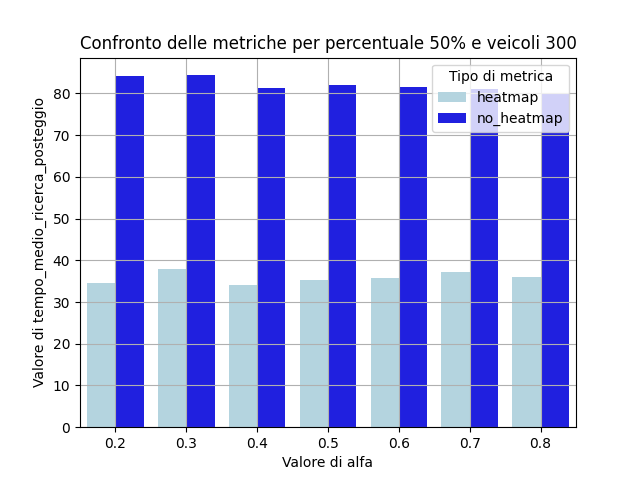 Confronto delle metriche per percentuale 50% e veicoli 300
Valore di tempo_medio_ricerca_posteggio
80
70
60
50
40
30
20
10
0
Tipo di metrica
heatmap
no_heatmap
0.2 0.3 0.4 0.5 0.6 0.7 0.8
Valore di alfa